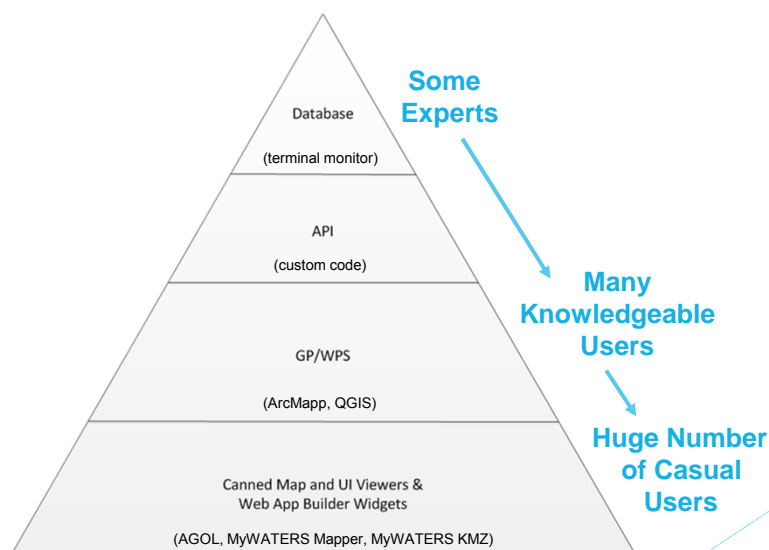 Database
(terminal monitor)
API
(custom code)
GP/WPS
(ArcMapp, QGIS)
Canned Map and UI Viewers &
Web App Builder Widgets
(AGOL, MyWATERS Mapper, MyWATERS KMZ)
Some
Experts
Many
Knowledgeable
Users
Huge Number
of Casual
Users